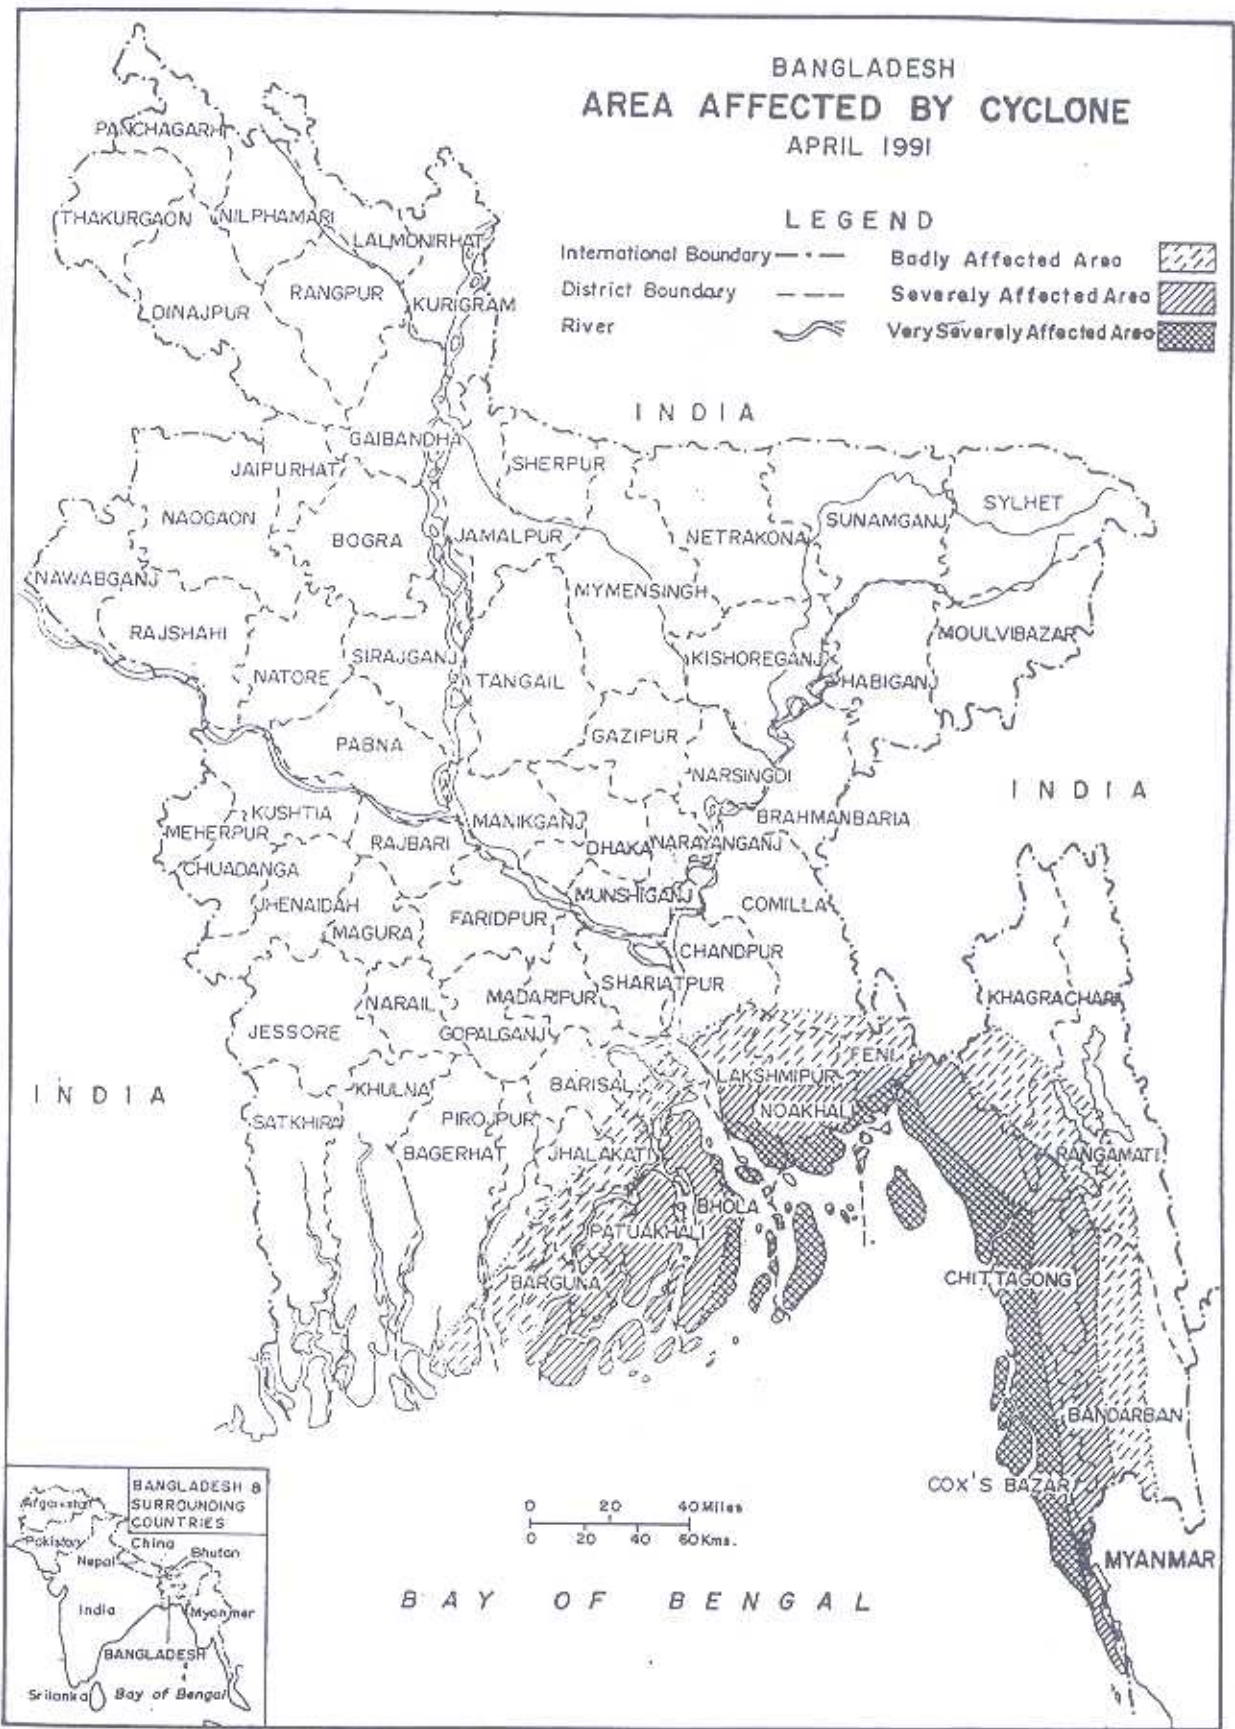 BANGLADESH
AREA AFFECTED BY CYCLONE
APRIL 1991
LEGEND
International Boundary
District Boundary
River
Badly Affected Area
Severely Affected Area
Very Severely Affected Area
PANCHAGARH
THAKURGAON
NILPHAMARI
LALMONIRHAT
DINAJPUR
RANGPUR
KURIGRAM
INDIA
GAIBANDHA
JAIPURHAT
SHERPUR
NAOGAON
BOGRA
JAMALPUR
NETRAKONA
SUNAMGANJ
SYLHET
NAWABGANJ
MYMENSINGH
RAJSHAHI
NATORE
SIRAJGANJ
TANGAIL
KISHOREGANJ
HABIGANJ
MOULVIBAZAR
PABNA
GAZIPUR
NARSINGDI
INDIA
KUSHTIA
MEHERPUR
RAJBARI
MANIKGANJ
DHAKA
NARAYANGANJ
BRAHMANBARIA
CHUADANGA
JHENAIDAH
MAGURA
FARIDPUR
MUNSHIGANJ
COMILLA
CHANDPUR
SHARIATPUR
MADARIPUR
NARAIL
JESSORE
GOPALGANJ
KHAGRACHARI
FENI
LAKSHMIPUR
NOAKHALI
INDIA
KHULNA
BARISAL
SATKHIRA
PIROJPUR
BAGERHAT
JHALAKATI
RANGAMATI
BHOLA
PATUAKHALI
BARGUNA
CHITTAGONG
BANDARBAN
COX'S BAZAR
MYANMAR
0 20 40 Miles
0 20 40 60 Kms.
BAY OF BENGAL
BANGLADESH &
SURROUNDING
COUNTRIES
Afganistan
Pakistan
China
Nepal
Bhutan
India
Myanmer
BANGLADESH
Srilanka
Bay of Bengal